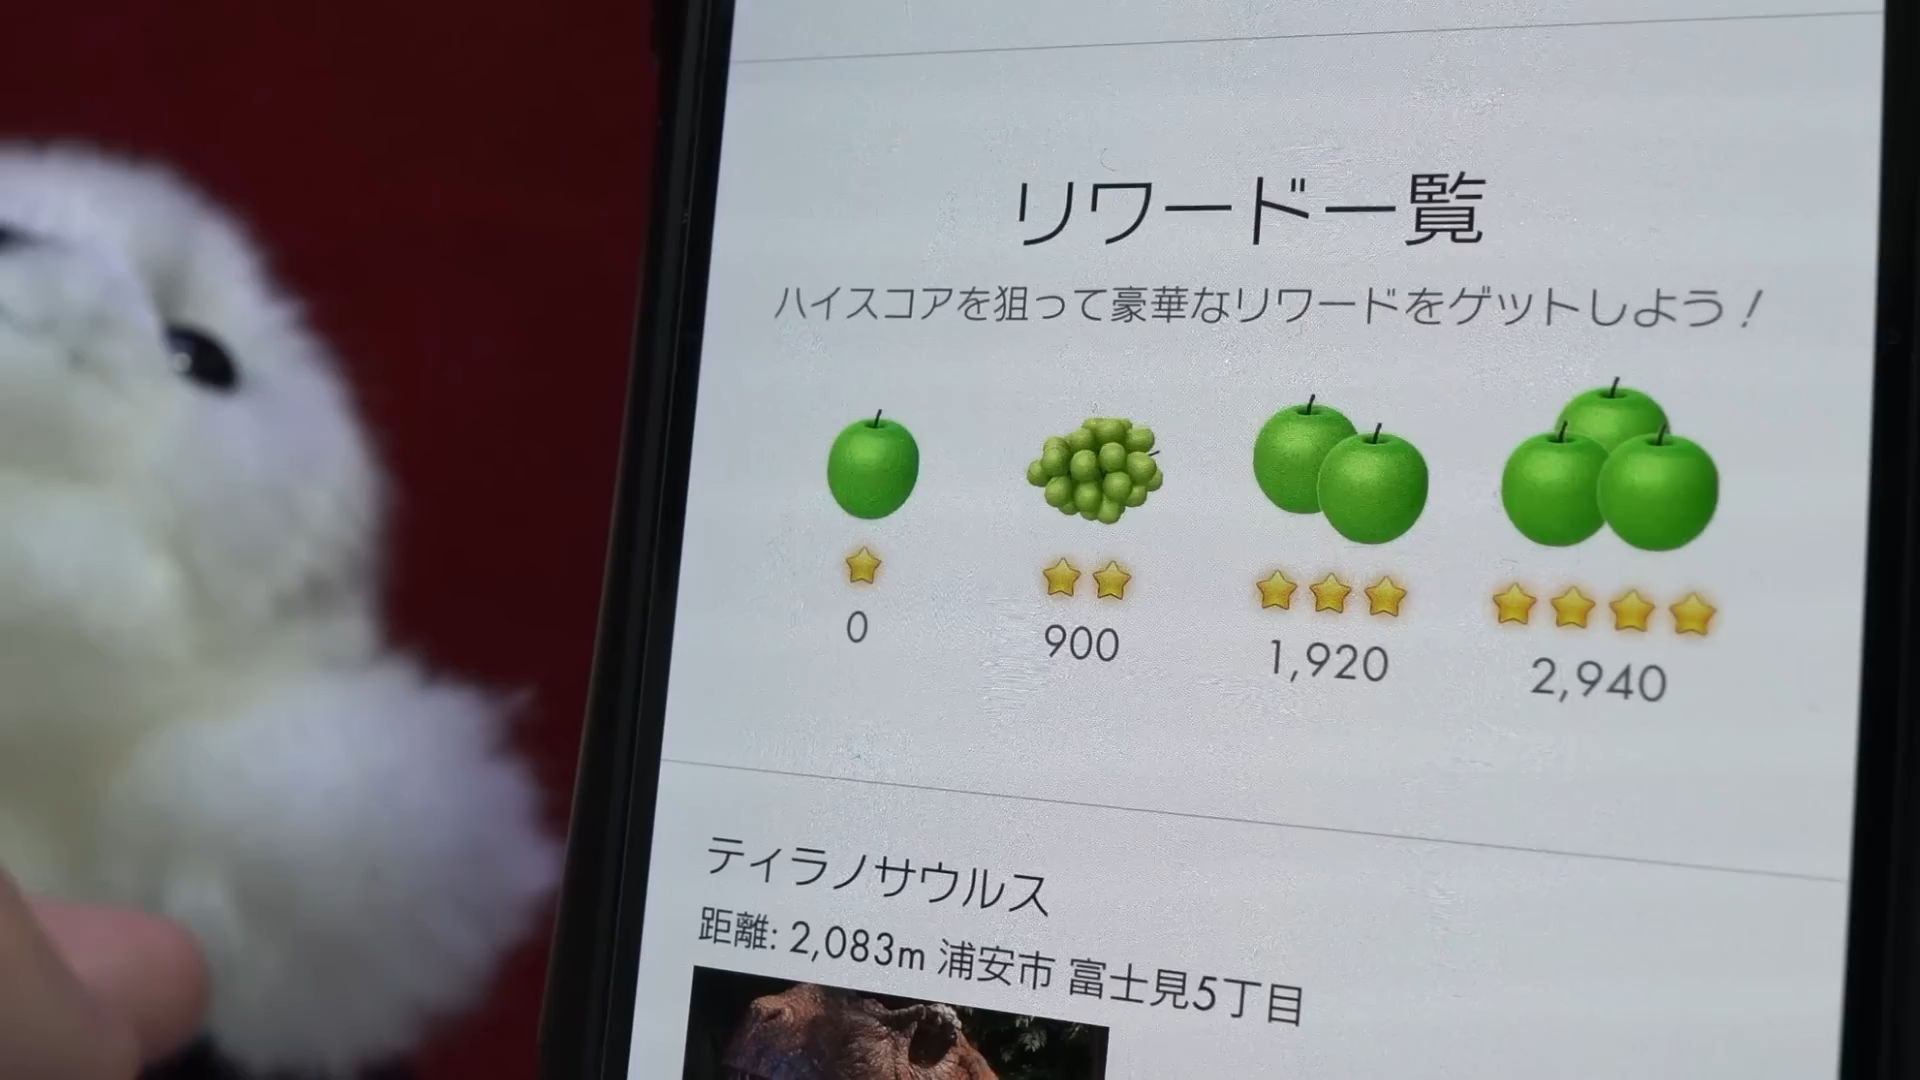 リワード一覧
ハイスコアを狙って豪華なリワードをゲットしよう！
0
900
1,920
2,940
ティラノサウルス
距離: 2,083m 浦安市 富士見5丁目